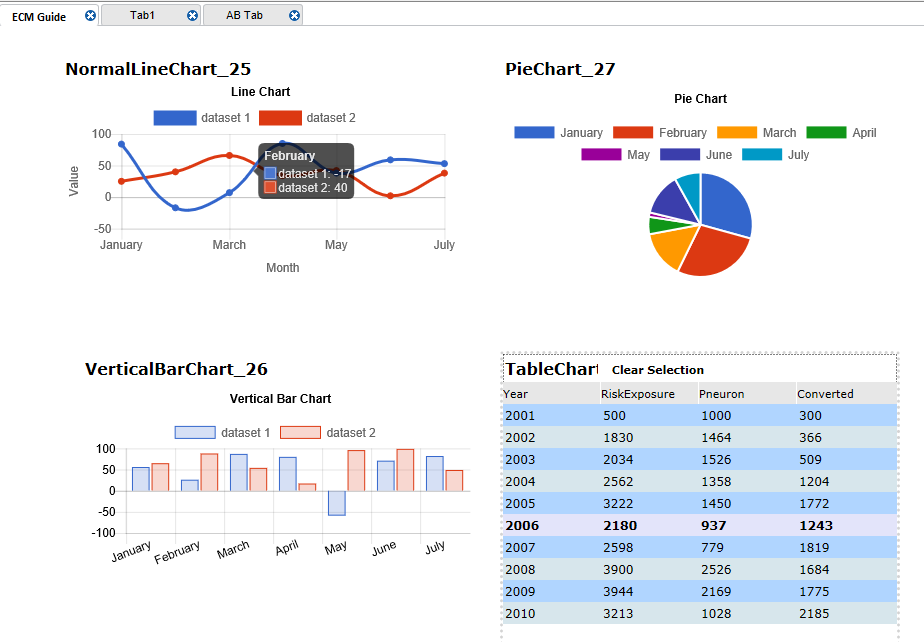 ECM Guide Tab1 AB Tab
NormalLineChart_25
Line Chart
dataset 1 dataset 2
100
50
0
-50
Value
February
dataset 1: -17
dataset 2: 40
January March May July
Month
PieChart_27
Pie Chart
January February March April
May June July
VerticalBarChart_26
Vertical Bar Chart
dataset 1 dataset 2
100
50
0
-50
-100
January February March April May June July
TableChart Clear Selection
Year RiskExposure Pneuron Converted
2001 500 1000 300
2002 1830 1464 366
2003 2034 1526 509
2004 2562 1358 1204
2005 3222 1450 1772
2006 2180 937 1243
2007 2598 779 1819
2008 3900 2526 1684
2009 3944 2169 1775
2010 3213 1028 2185